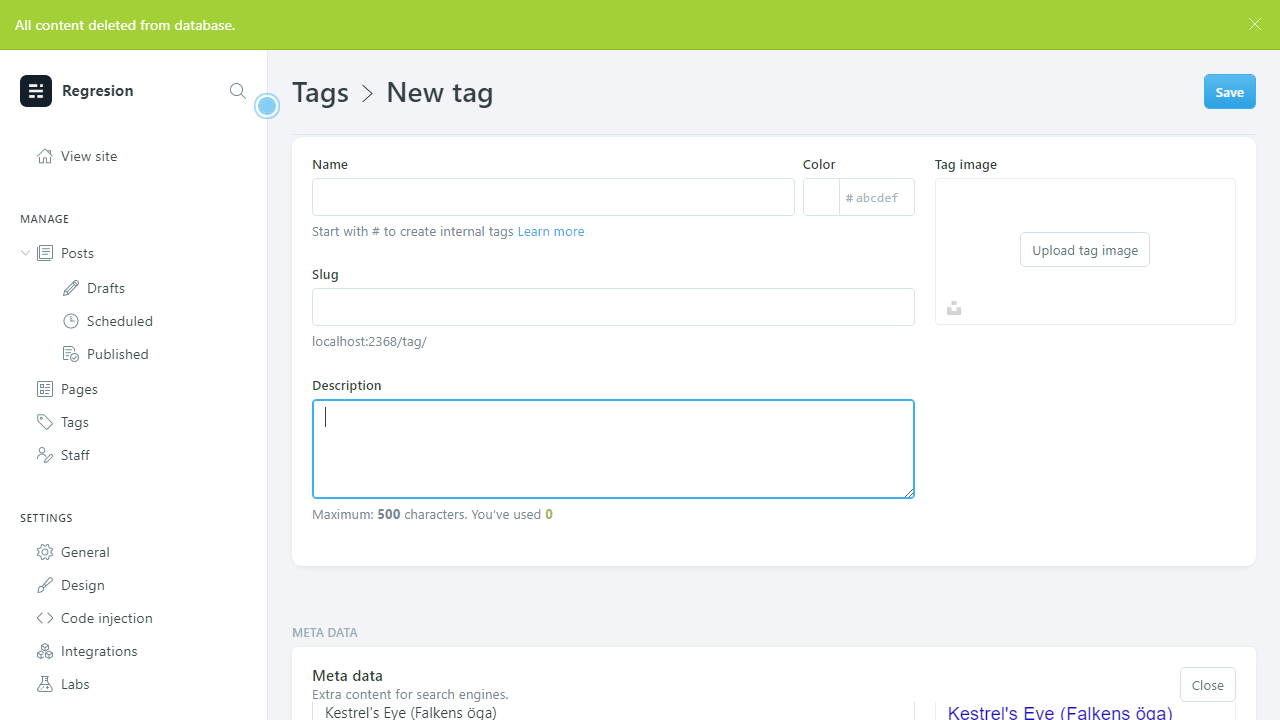 All content deleted from database.
Regresion
Tags > New tag
Save
View site
Name
Color
Tag image
# abcdef
MANAGE
Start with # to create internal tags Learn more
Posts
Upload tag image
Slug
Drafts
Scheduled
localhost:2368/tag/
Published
Description
Pages
Tags
Staff
Maximum: 500 characters. You've used 0
SETTINGS
General
Design
Code injection
META DATA
Integrations
Meta data
Close
Labs
Extra content for search engines.
Kestrel's Eye (Falkens öga)
Kestrel's Eye (Falkens öga)